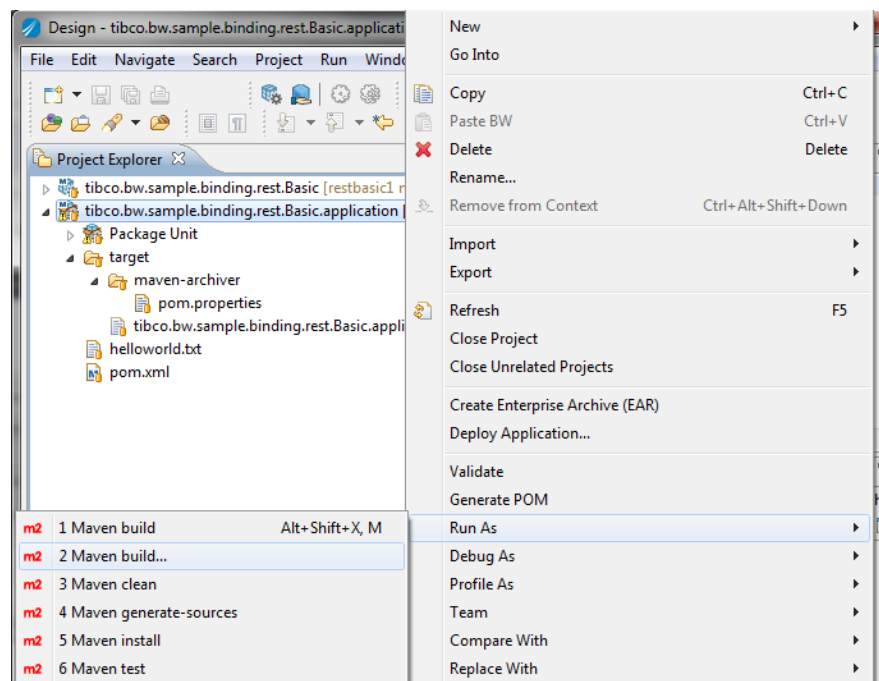 Design - tibco.bw.sample.binding.rest.Basic.applicati
File Edit Navigate Search Project Run Windo
Project Explorer
tibco.bw.sample.binding.rest.Basic [restbasic1 r
tibco.bw.sample.binding.rest.Basic.application [
Package Unit
target
maven-archiver
pom.properties
tibco.bw.sample.binding.rest.Basic.appli
helloworld.txt
pom.xml
New
Go Into
Copy Ctrl+C
Paste BW Ctrl+V
Delete Delete
Rename...
Remove from Context Ctrl+Alt+Shift+Down
Import
Export
Refresh F5
Close Project
Close Unrelated Projects
Create Enterprise Archive (EAR)
Deploy Application...
Validate
Generate POM
Run As
Debug As
Profile As
Team
Compare With
Replace With
m2 1 Maven build Alt+Shift+X, M
m2 2 Maven build...
m2 3 Maven clean
m2 4 Maven generate-sources
m2 5 Maven install
m2 6 Maven test